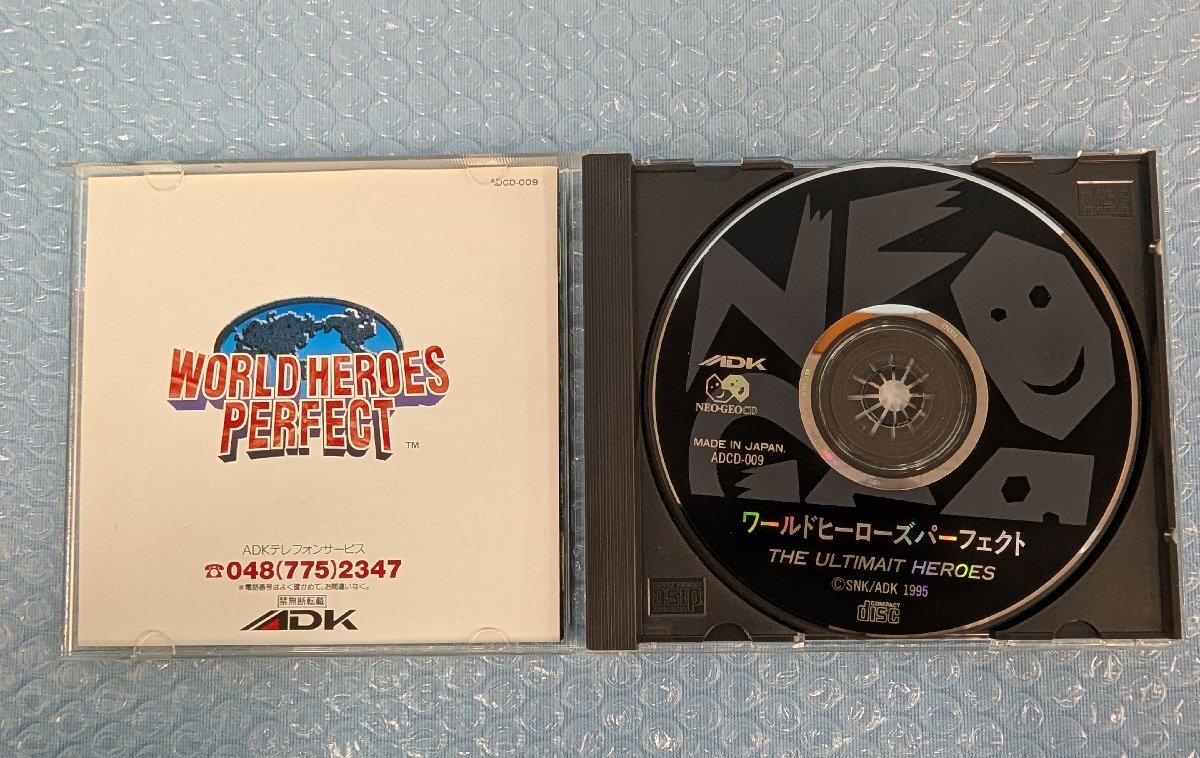 ADCD-009
WORLD HEROES
PERFECT
TM
ADKテレフォンサービス
☎048(775)2347
*電話番号はよく確かめて、お間違いなく。
禁無断転載
ADK
NEO
GEO
ADK
NEO·GEO CD
MADE IN JAPAN.
ADCD-009
ワールドヒーローズパーフェクト
THE ULTIMAIT HEROES
©SNK/ADK 1995
COMPACT
disc
disc